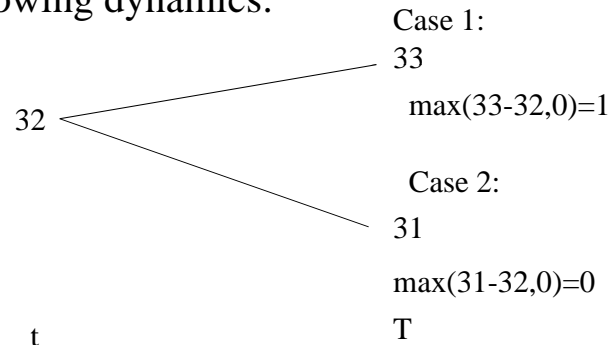 owing dynamics:
Case 1:
33
32
max(33-32,0)=1
Case 2:
31
max(31-32,0)=0
t
T